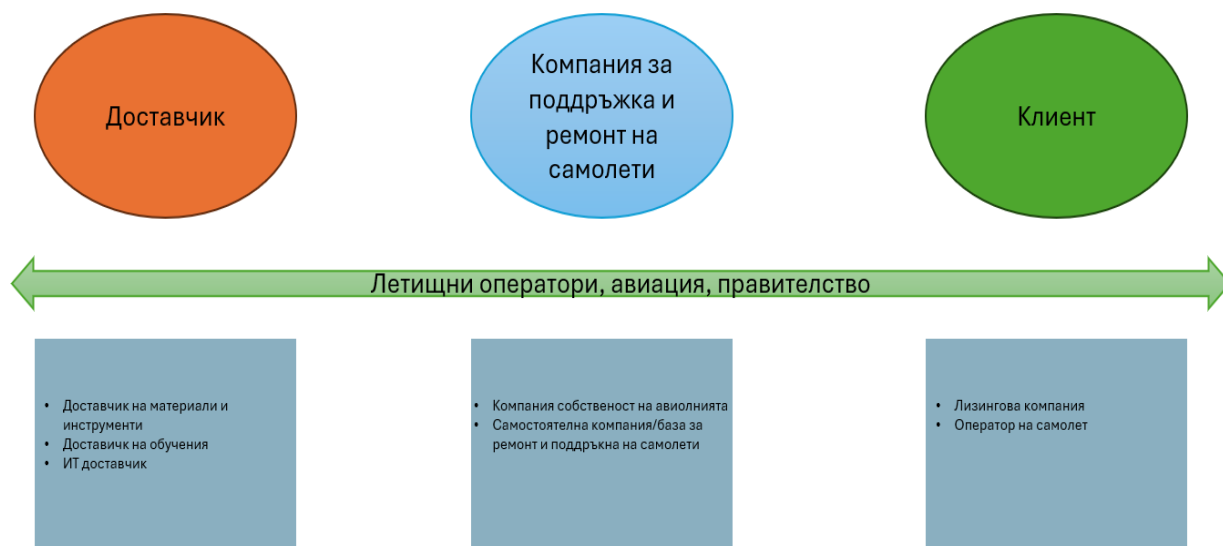 Доставчик
Компания за
поддръжка и
ремонт на
самолети
Клиент
Летищни оператори, авиация, правителство
• Доставчик на материали и
инструменти
• Доставичк на обучения
• ИТ доставчик
• Компания собственост на авиолнията
• Самостоятелна компания/база за
ремонт и поддръкна на самолети
• Лизингова компания
• Оператор на самолет